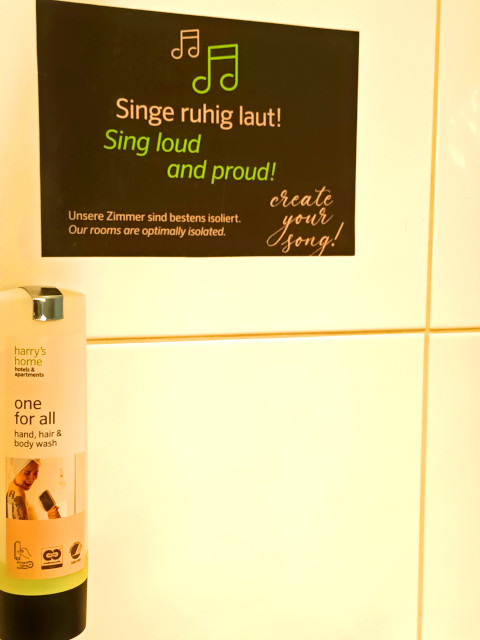 Singe ruhig laut!
Sing loud
and proud!
Unsere Zimmer sind bestens isoliert.
Our rooms are optimally isolated.
create
your
song!
harry's
home
hotels &
apartments
one
for all
hand, hair &
body wash